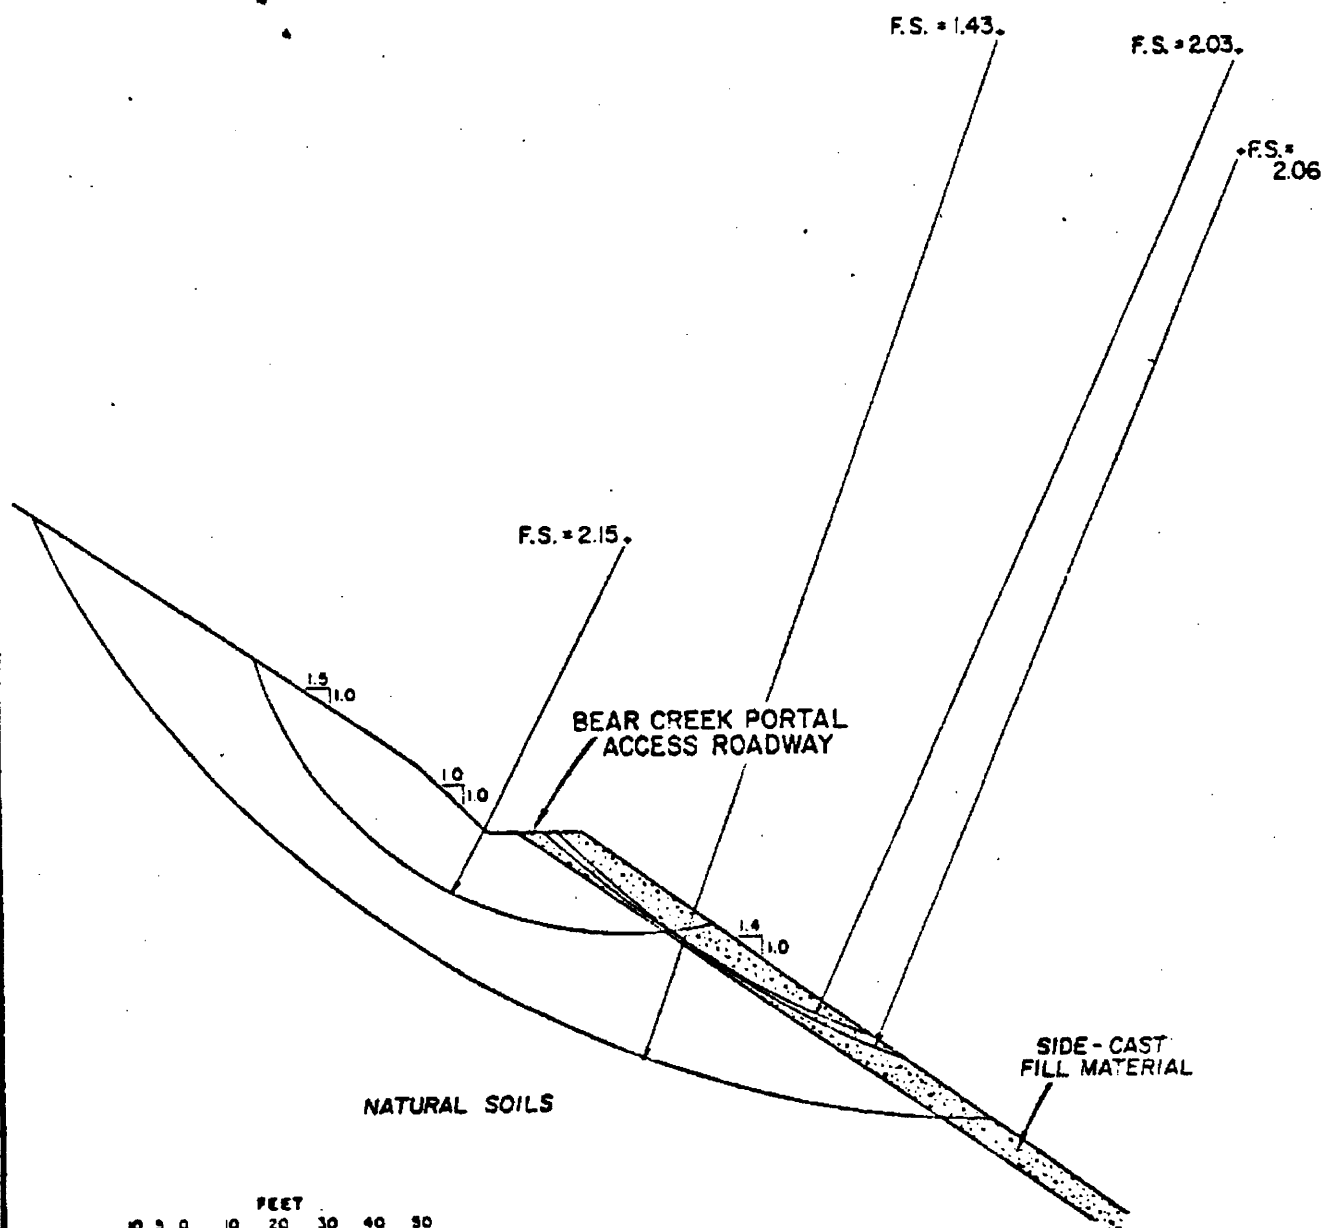 F.S. = 1.43
F.S. = 2.03
F.S. =
2.06
F.S. = 2.15
1.5
1.0
BEAR CREEK PORTAL
ACCESS ROADWAY
1.0
1.0
1.4
1.0
SIDE-CAST
FILL MATERIAL
NATURAL SOILS
FEET
10 5 0 10 20 30 40 50